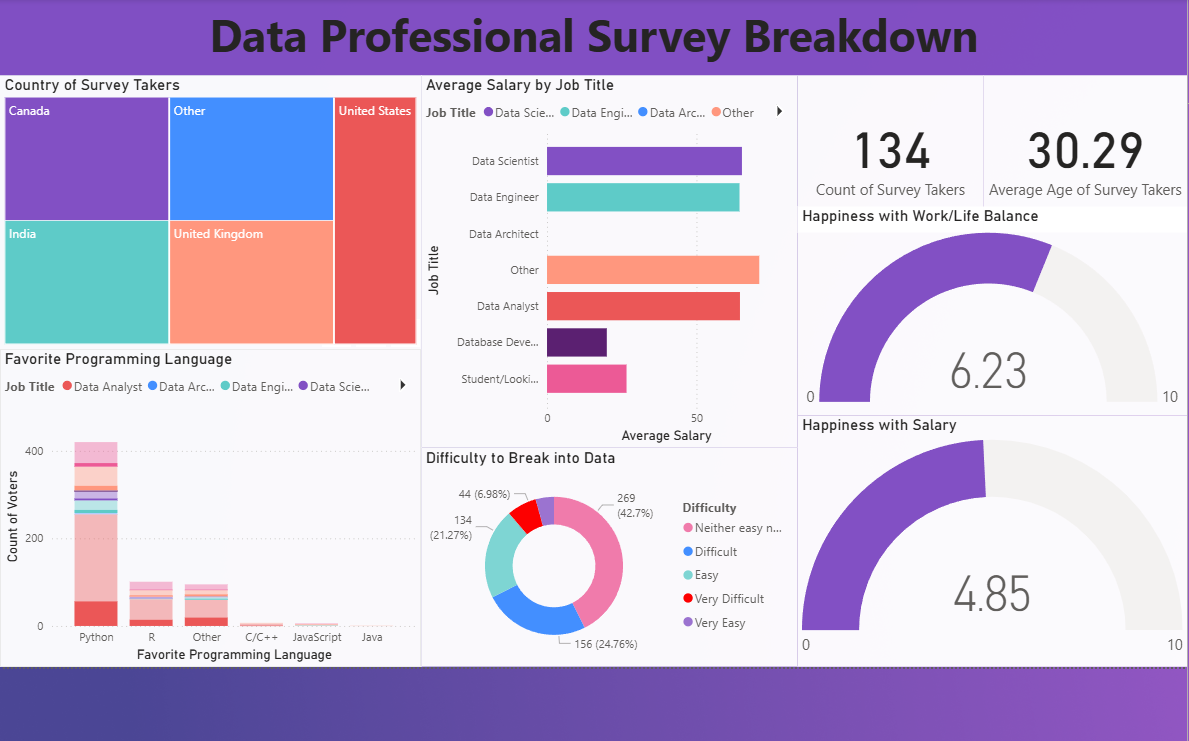 Data Professional Survey Breakdown
Country of Survey Takers
Canada
Other
United States
India
United Kingdom
Favorite Programming Language
Job Title
Data Analyst
Data Arc...
Data Engi...
Data Scie...
Count of Voters
400
200
0
Python
R
Other
C/C++
JavaScript
Java
Favorite Programming Language
Average Salary by Job Title
Job Title
Data Scie...
Data Engi...
Data Arc...
Other
Job Title
Data Scientist
Data Engineer
Data Architect
Other
Data Analyst
Database Deve...
Student/Looki...
0
50
Average Salary
Difficulty to Break into Data
44 (6.98%)
134
(21.27%)
269
(42.7%)
156 (24.76%)
Difficulty
Neither easy n...
Difficult
Easy
Very Difficult
Very Easy
134
Count of Survey Takers
30.29
Average Age of Survey Takers
Happiness with Work/Life Balance
6.23
0
10
Happiness with Salary
4.85
0
10